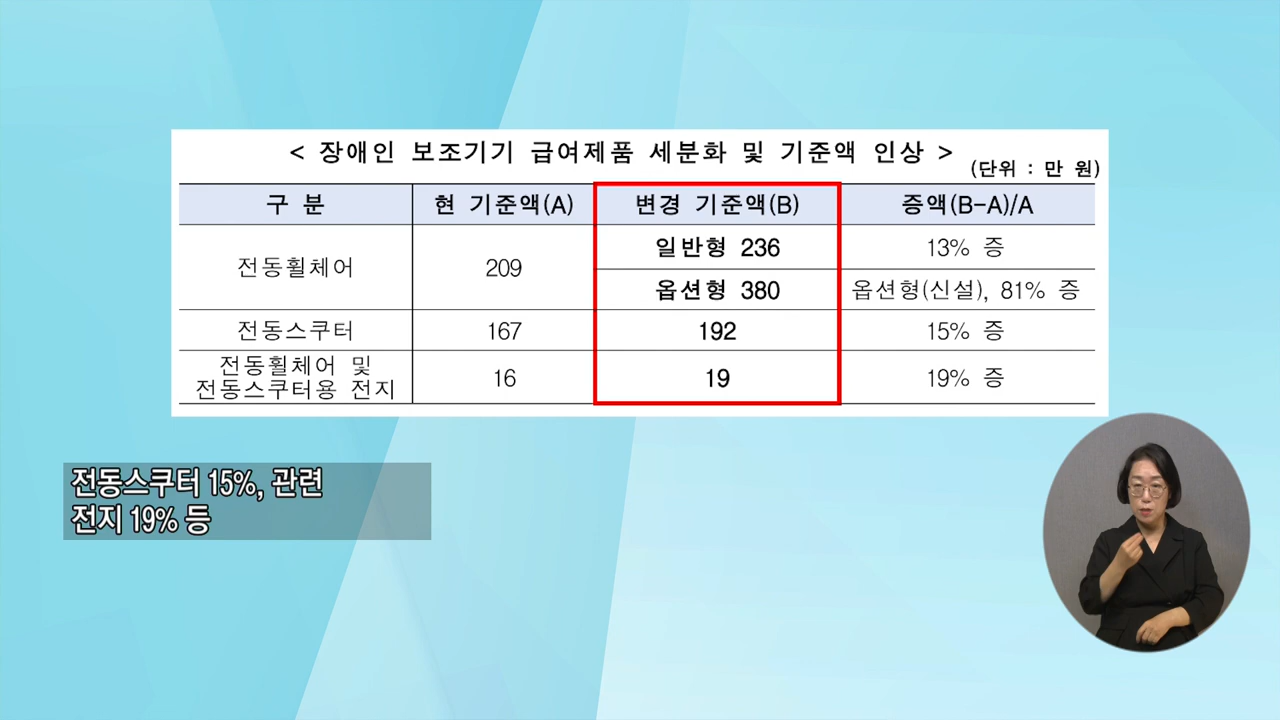 < 장애인 보조기기 급여제품 세분화 및 기준액 인상 >
(단위 : 만 원)
구 분 현 기준액(A) 변경 기준액(B) 증액(B-A)/A
전동휠체어 209 일반형 236 13% 증
옵션형 380 옵션형(신설), 81% 증
전동스쿠터 167 192 15% 증
전동휠체어 및
전동스쿠터용 전지 16 19 19% 증
전동스쿠터 15%, 관련
전지 19% 등